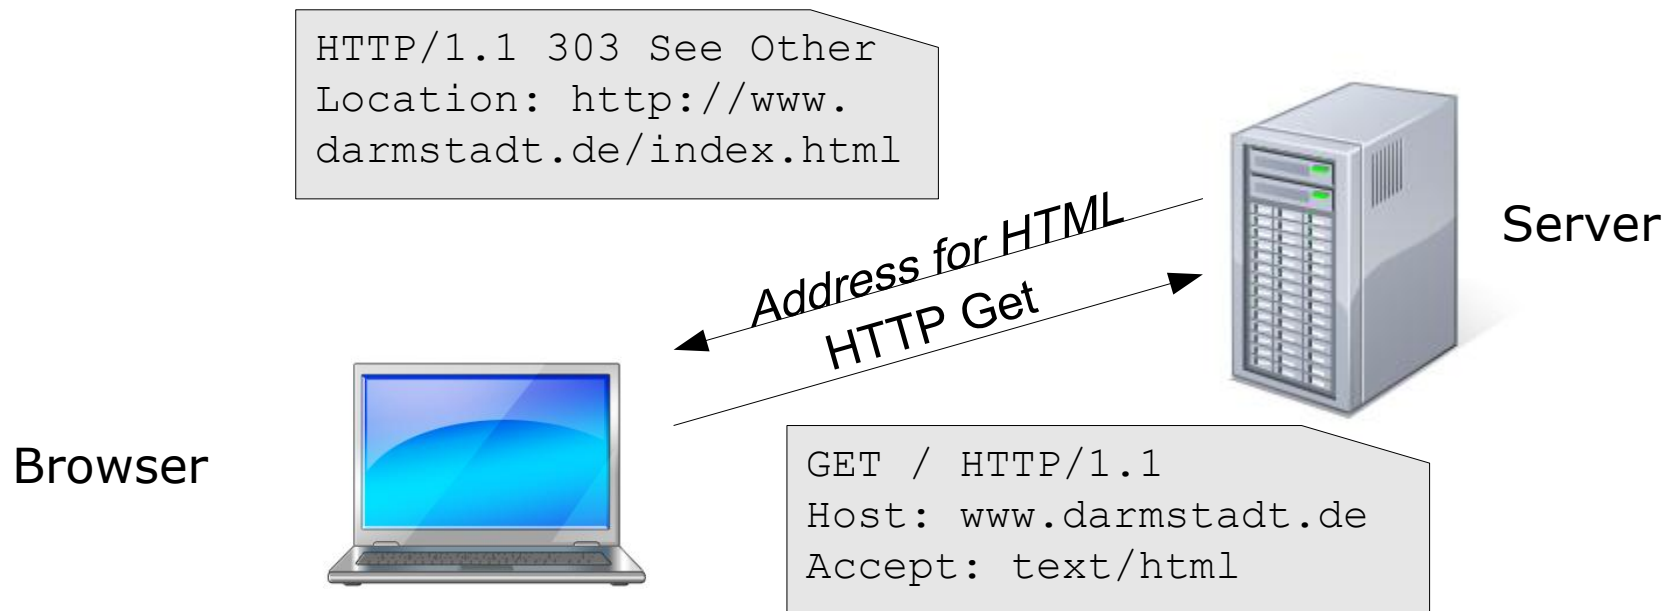 HTTP/1.1 303 See Other
Location: http://www.
darmstadt.de/index.html
Server
Address for HTML
HTTP Get
Browser
GET / HTTP/1.1
Host: www.darmstadt.de
Accept: text/html